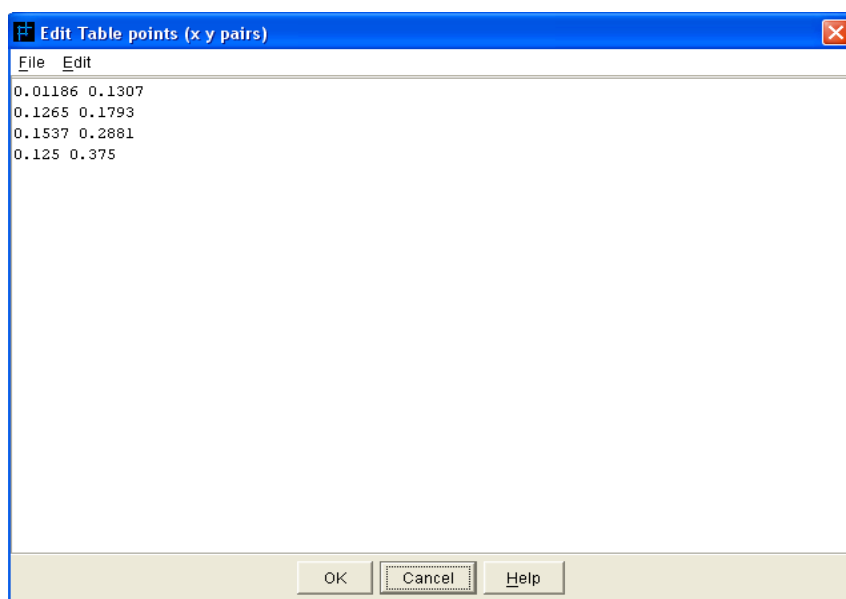 Edit Table points (x y pairs)
File Edit
0.01186 0.1307
0.1265 0.1793
0.1537 0.2881
0.125 0.375
OK Cancel Help